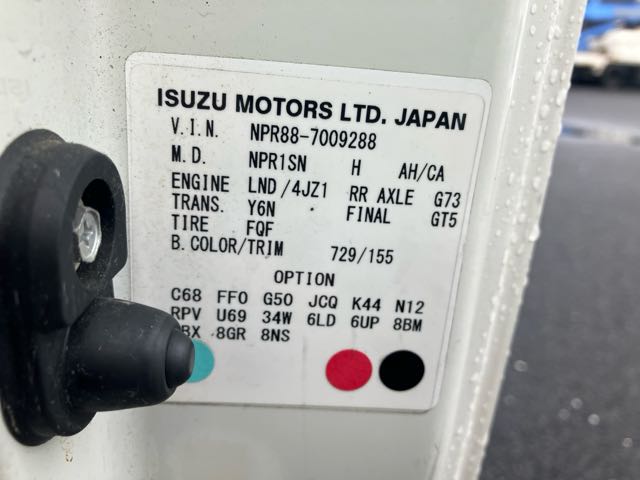 ISUZU MOTORS LTD. JAPAN
V.I.N. NPR88-7009288
M.D. NPR1SN H AH/CA
ENGINE LND/4JZ1 RR AXLE G73
TRANS. Y6N FINAL GT5
TIRE FQF
B.COLOR/TRIM 729/155
OPTION
C68 FF0 G50 JCQ K44 N12
RPV U69 34W 6LD 6UP 8BM
8GR 8NS